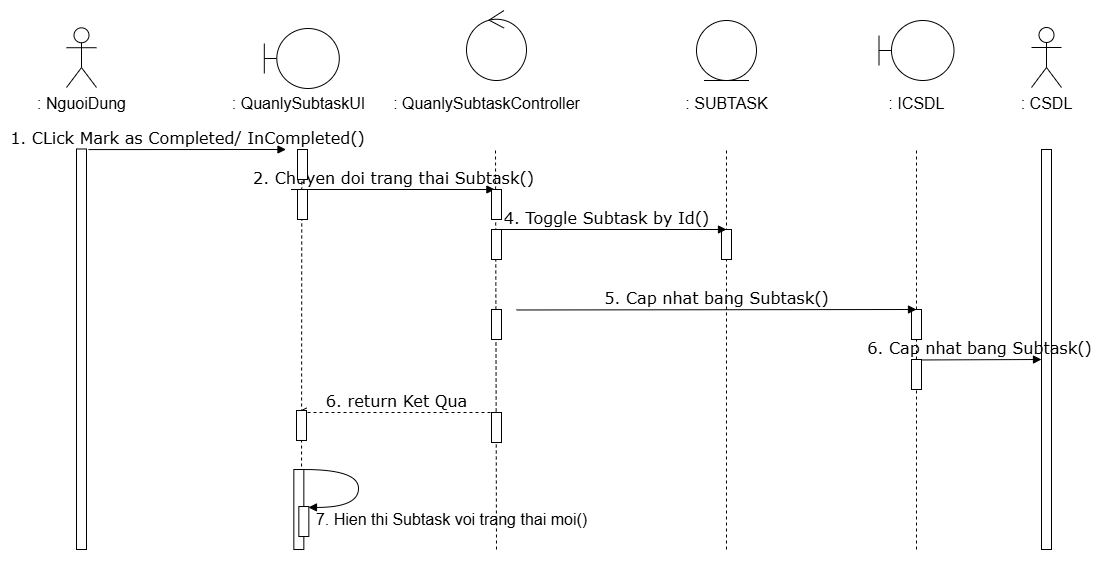 : NguoiDung
: QuanlySubtaskUI
: QuanlySubtaskController
: SUBTASK
: ICSDL
: CSDL
1. CLick Mark as Completed/ InCompleted()
2. Chuyen doi trang thai Subtask()
4. Toggle Subtask by Id()
5. Cap nhat bang Subtask()
6. Cap nhat bang Subtask()
6. return Ket Qua
7. Hien thi Subtask voi trang thai moi()